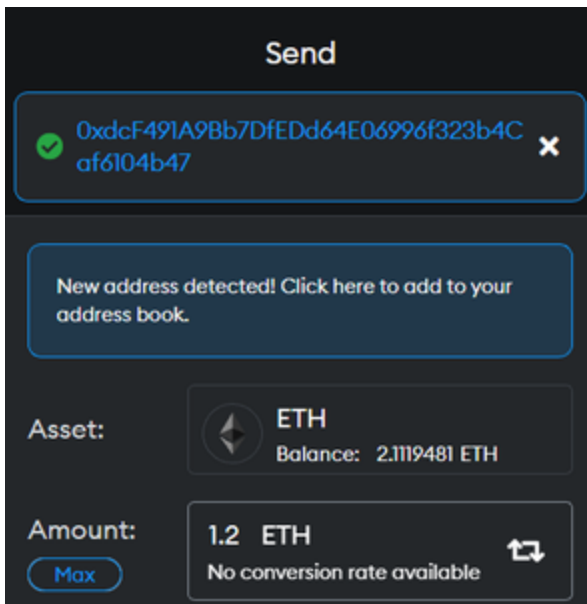 Send
0xdcF491A9Bb7DfEDd64E06996f323b4C
af6104b47
New address detected! Click here to add to your
address book.
Asset:
ETH
Balance: 2.1119481 ETH
Amount:
Max
1.2 ETH
No conversion rate available